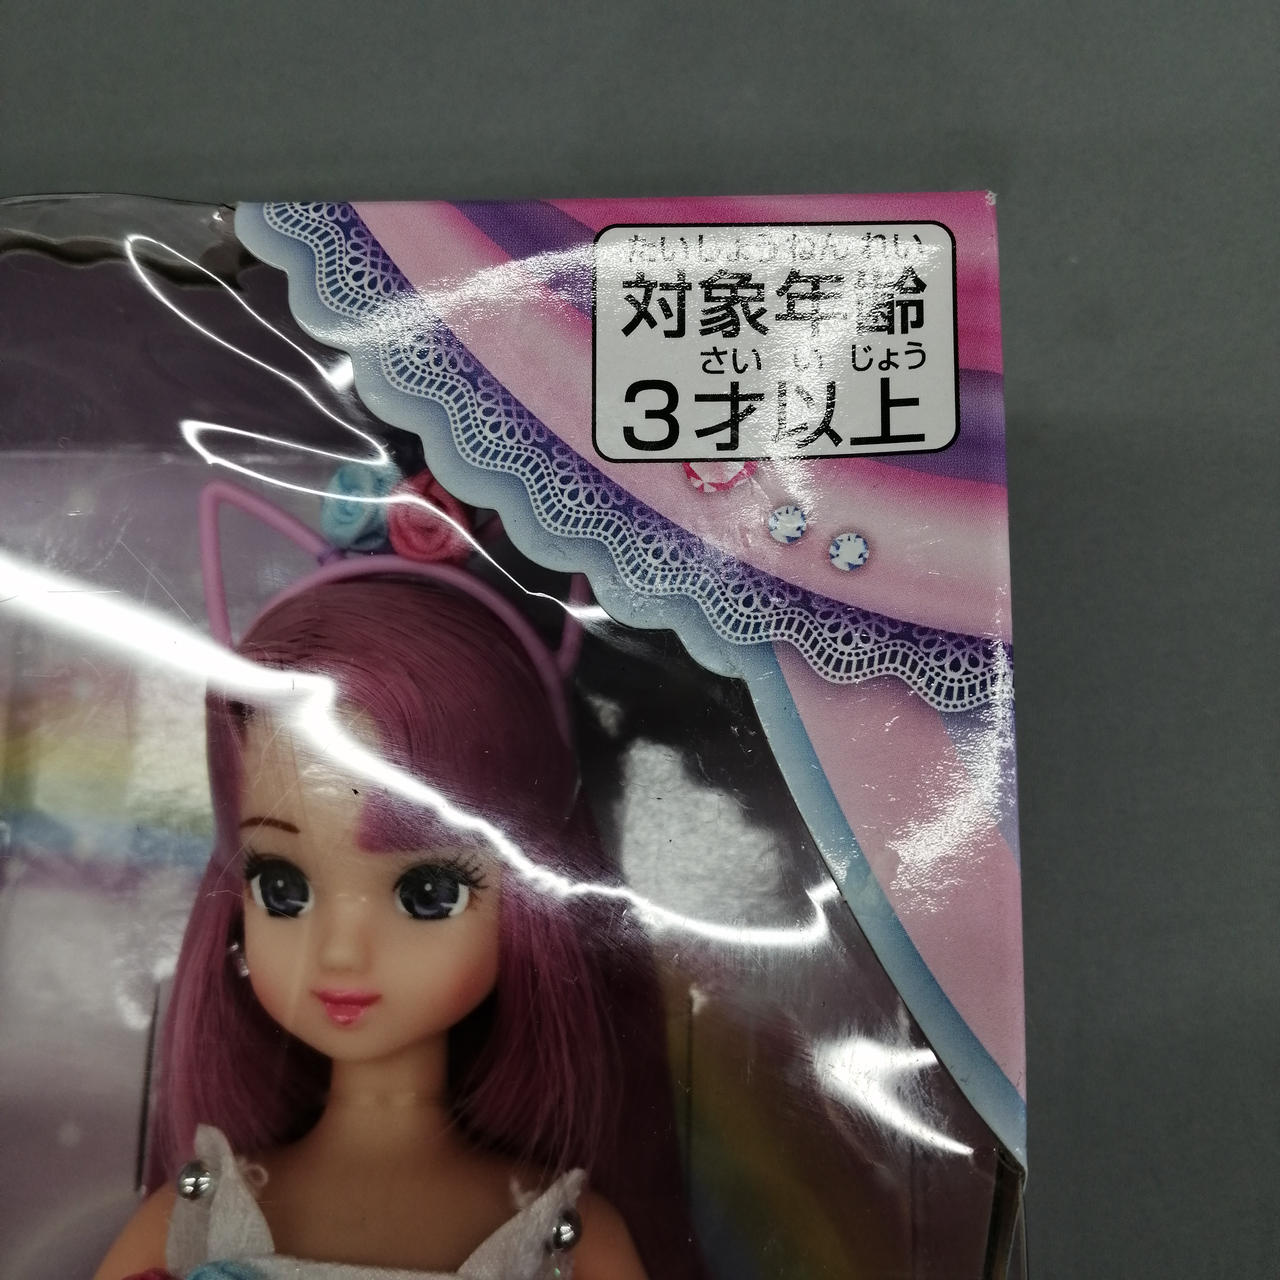 たいしょうねんれい
対象年齢
さい い じょう
3才以上